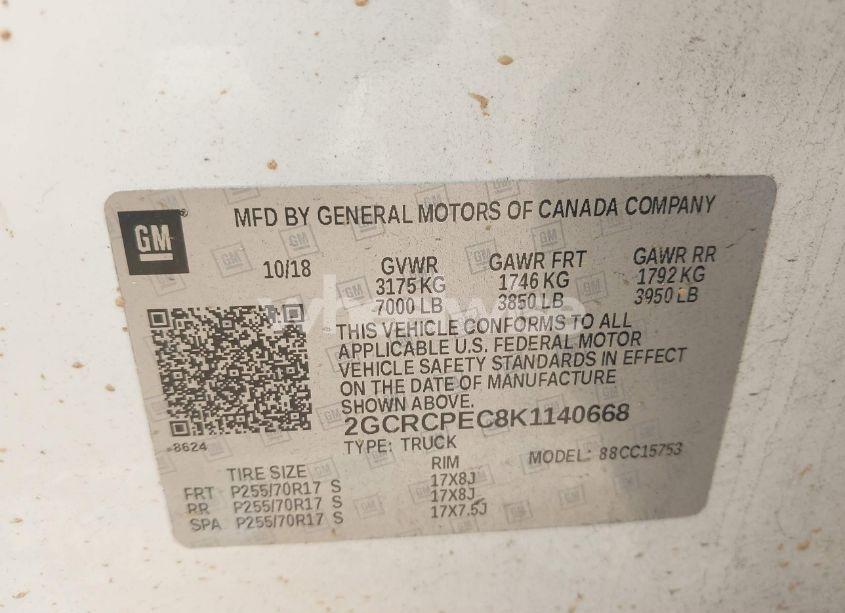 GM
MFD BY GENERAL MOTORS OF CANADA COMPANY
10/18 GVWR GAWR FRT GAWR RR
3175 KG 1746 KG 1792 KG
7000 LB 3850 LB 3950 LB
THIS VEHICLE CONFORMS TO ALL
APPLICABLE U.S. FEDERAL MOTOR
VEHICLE SAFETY STANDARDS IN EFFECT
ON THE DATE OF MANUFACTURE
SHOWN ABOVE.
2GCRCPEC8K1140668
8624 TYPE: TRUCK MODEL: 88CC15753
TIRE SIZE RIM
FRT P255/70R17 S 17X8J
RR P255/70R17 S 17X8J
SPA P255/70R17 S 17X7.5J